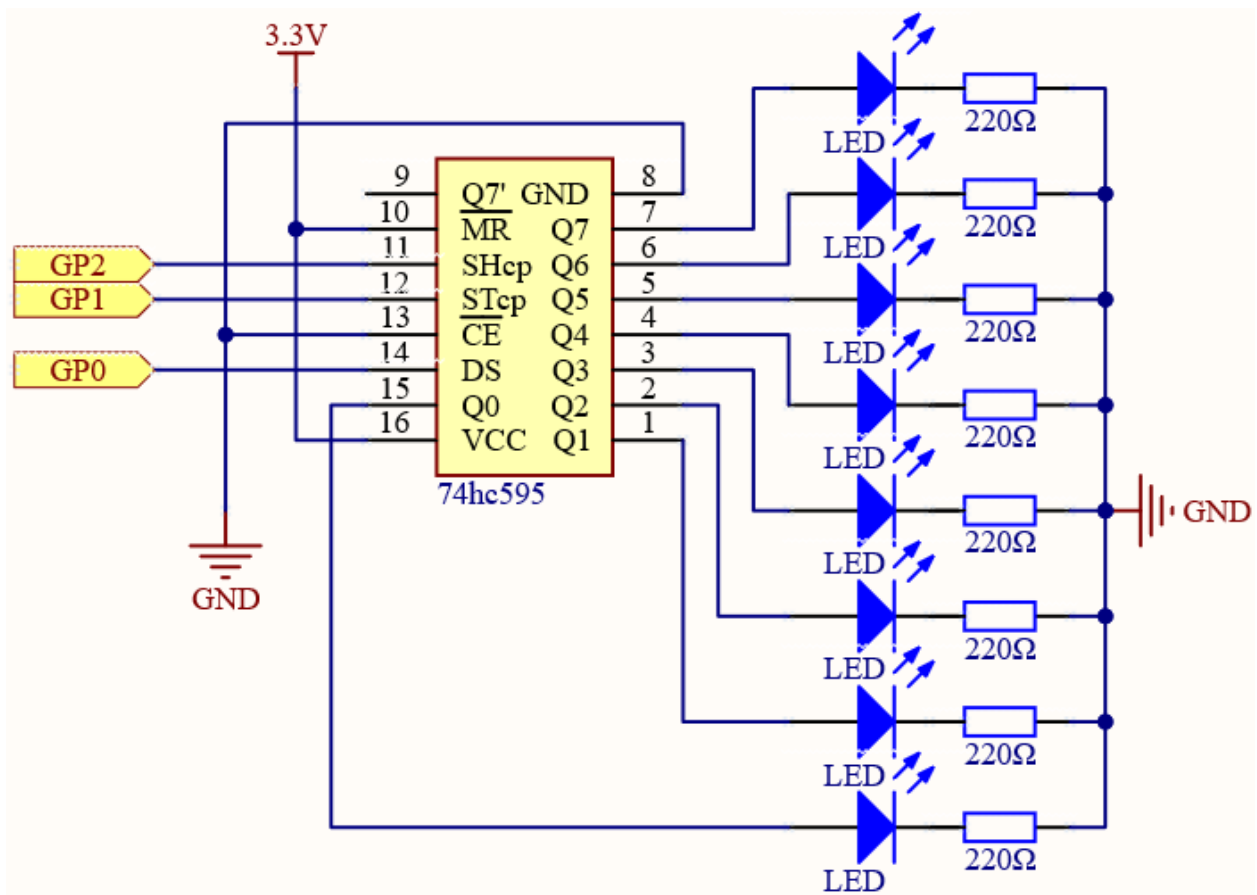 3.3V
LED
220Ω
9 Q7' GND 8
10 MR Q7 7
LED
220Ω
GP2 11 SHcp Q6 6
GP1 12 STcp Q5 5
13 CE Q4 4
LED
220Ω
GP0 14 DS Q3 3
15 Q0 Q2 2
16 VCC Q1 1
LED
220Ω
74hc595
GND
LED
220Ω
GND
LED
220Ω
LED
220Ω
LED
220Ω